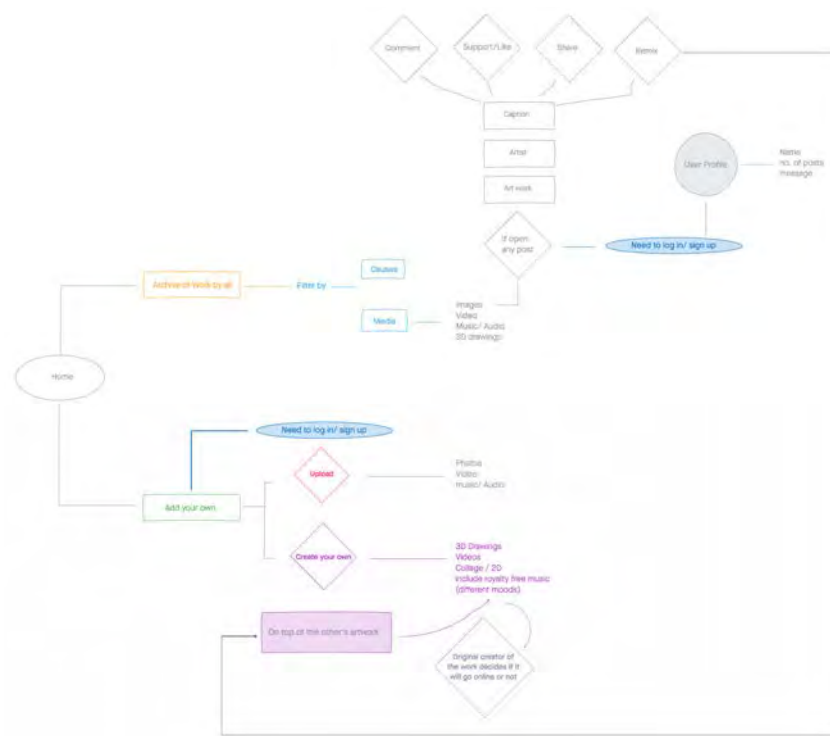 Comment
Support/Like
Share
Remix
Caption
Artist
Art work
User Profile
Name
no. of posts
message
If open
any post
Need to log in/ sign up
Archive of Work by all
Filter by
Causes
Media
Images
Video
Music/ Audio
2D drawings
Home
Need to log in/ sign up
Upload
Photos
Video
music/ Audio
Add your own
Create your own
3D Drawings
Videos
College / 2D
include royalty free music
(different moods)
On top of the other's artwork
Original creator of
the work decides if it
will go online or not